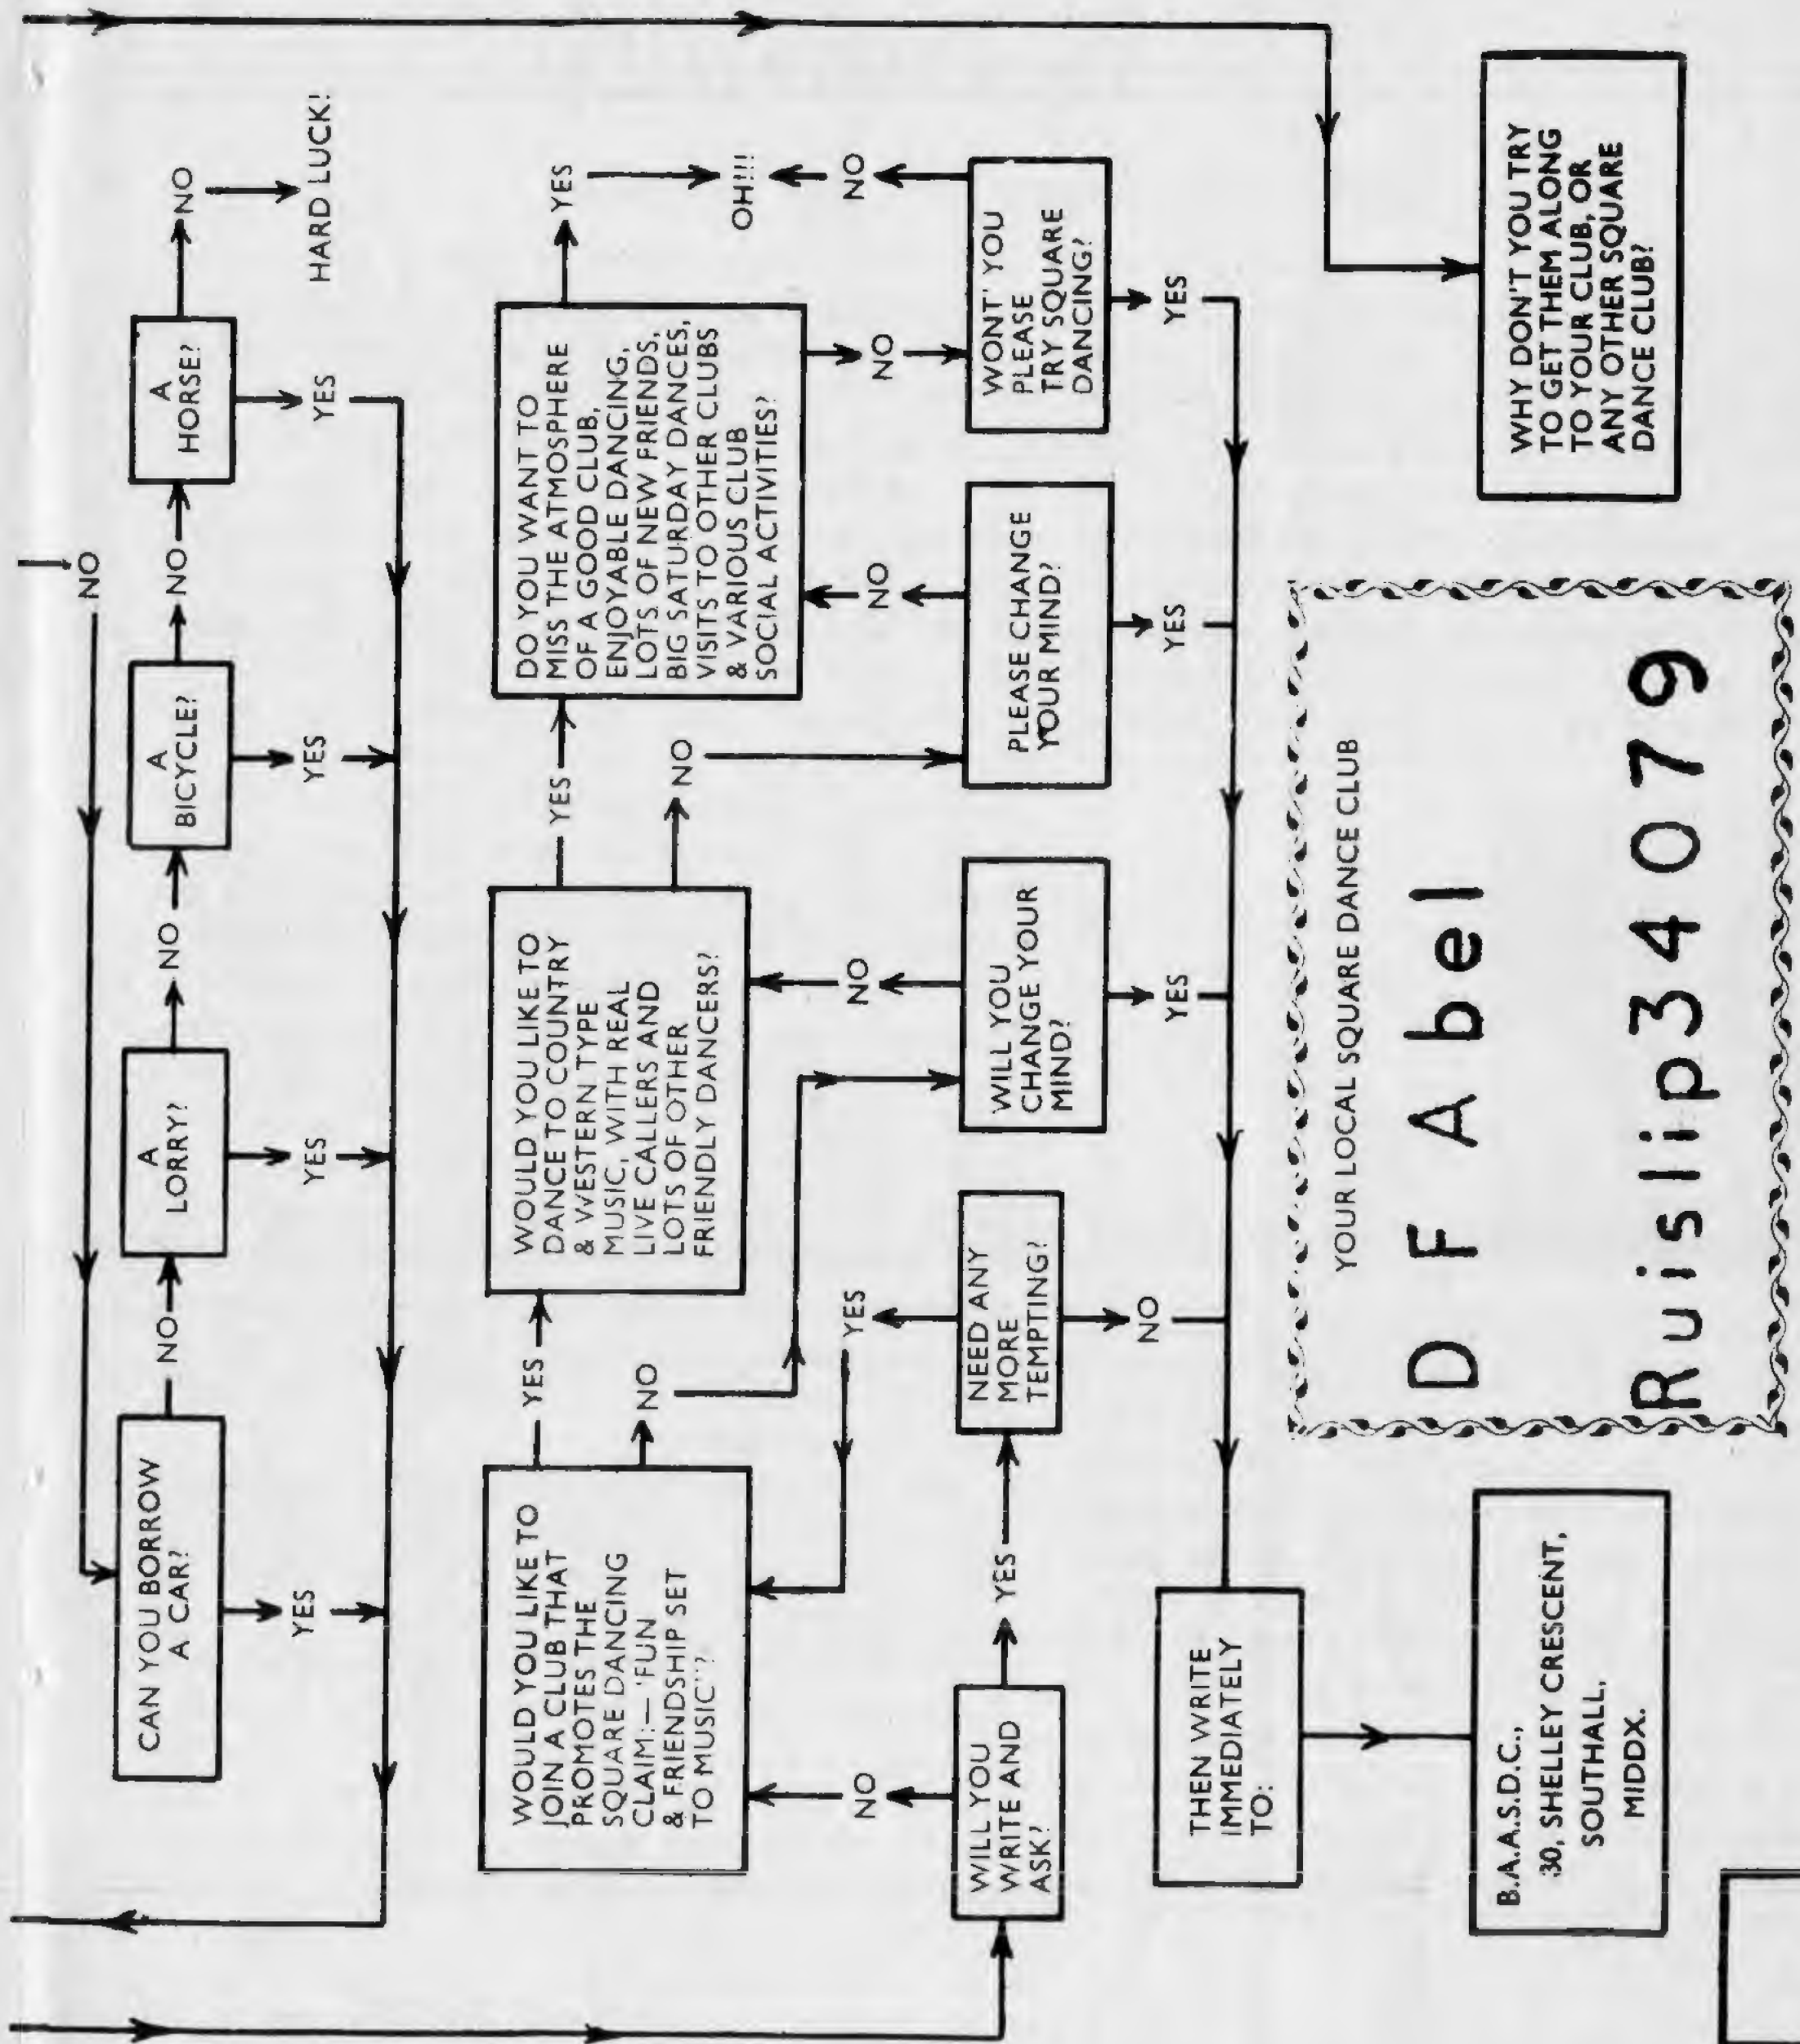 NO
CAN YOU BORROW
A CAR?
NO
A
LORRY?
NO
A
BICYCLE?
NO
A
HORSE?
NO
HARD LUCK!
YES
YES
YES
YES
WOULD YOU LIKE TO
JOIN A CLUB THAT
PROMOTES THE
SQUARE DANCING
CLAIM:— 'FUN
& FRIENDSHIP SET
TO MUSIC"?
YES
NO
WOULD YOU LIKE TO
DANCE TO COUNTRY
& WESTERN TYPE
MUSIC, WITH REAL
LIVE CALLERS AND
LOTS OF OTHER
FRIENDLY DANCERS?
YES
NO
DO YOU WANT TO
MISS THE ATMOSPHERE
OF A GOOD CLUB,
ENJOYABLE DANCING,
LOTS OF NEW FRIENDS,
BIG SATURDAY DANCES,
VISITS TO OTHER CLUBS
& VARIOUS CLUB
SOCIAL ACTIVITIES?
YES
OH!!!
NO
NO
YES
NO
NO
NO
WILL YOU
WRITE AND
ASK?
YES
NEED ANY
MORE
TEMPTING?
WILL YOU
CHANGE YOUR
MIND?
PLEASE CHANGE
YOUR MIND?
WONT' YOU
PLEASE
TRY SQUARE
DANCING?
NO
YES
YES
YES
THEN WRITE
IMMEDIATELY
TO:
B.A.A.S.D.C.,
30, SHELLEY CRESCENT,
SOUTHALL,
MIDDX.
YOUR LOCAL SQUARE DANCE CLUB
D F Abel
Ruislip34079
WHY DON'T YOU TRY
TO GET THEM ALONG
TO YOUR CLUB, OR
ANY OTHER SQUARE
DANCE CLUB?